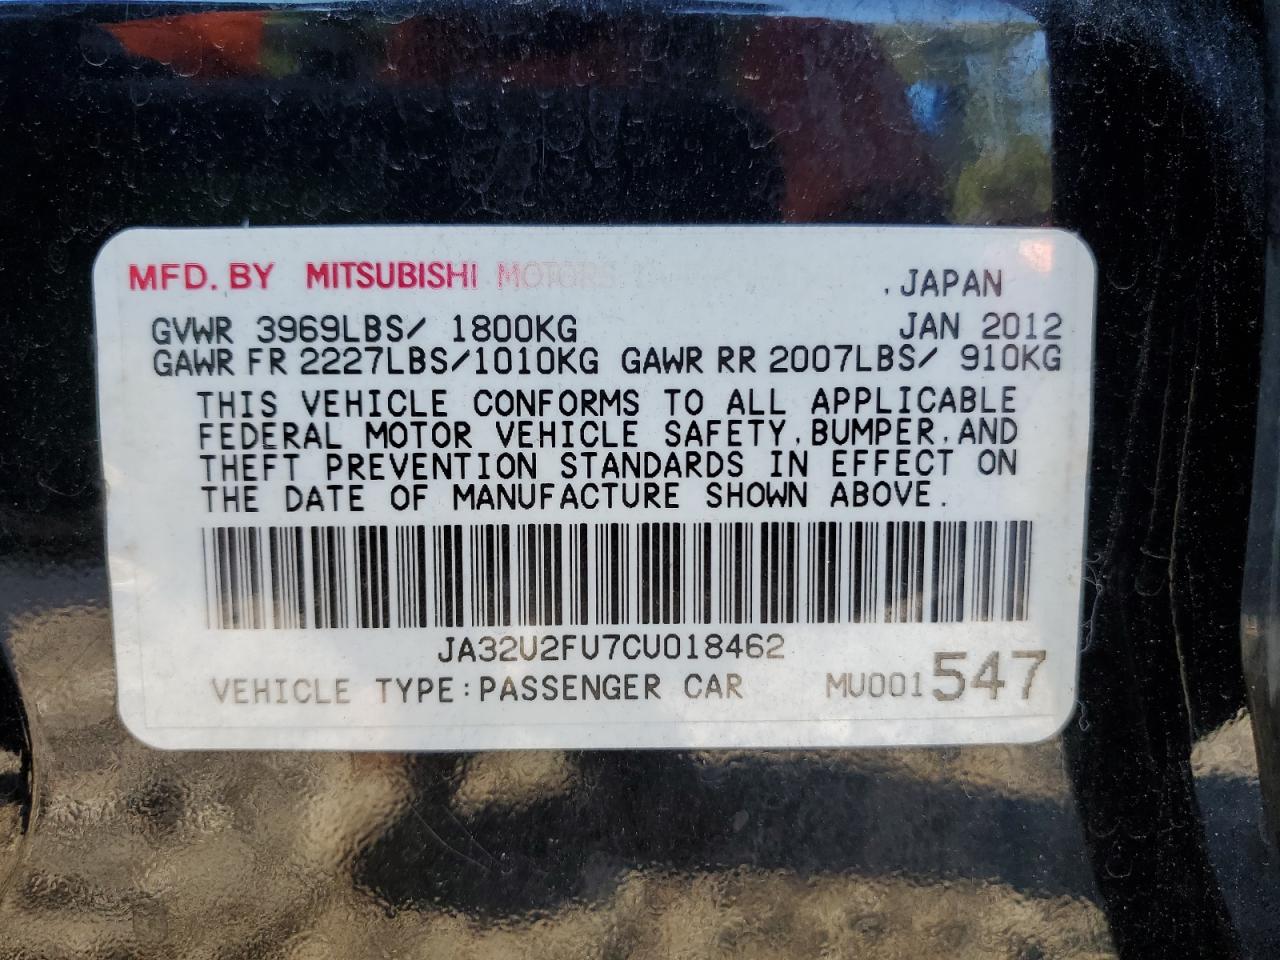 MFD. BY MITSUBISHI MOTORS JAPAN
GVWR 3969LBS/ 1800KG JAN 2012
GAWR FR 2227LBS/1010KG GAWR RR 2007LBS/ 910KG
THIS VEHICLE CONFORMS TO ALL APPLICABLE
FEDERAL MOTOR VEHICLE SAFETY, BUMPER, AND
THEFT PREVENTION STANDARDS IN EFFECT ON
THE DATE OF MANUFACTURE SHOWN ABOVE.
JA32U2FU7CU018462
VEHICLE TYPE:PASSENGER CAR MU001547